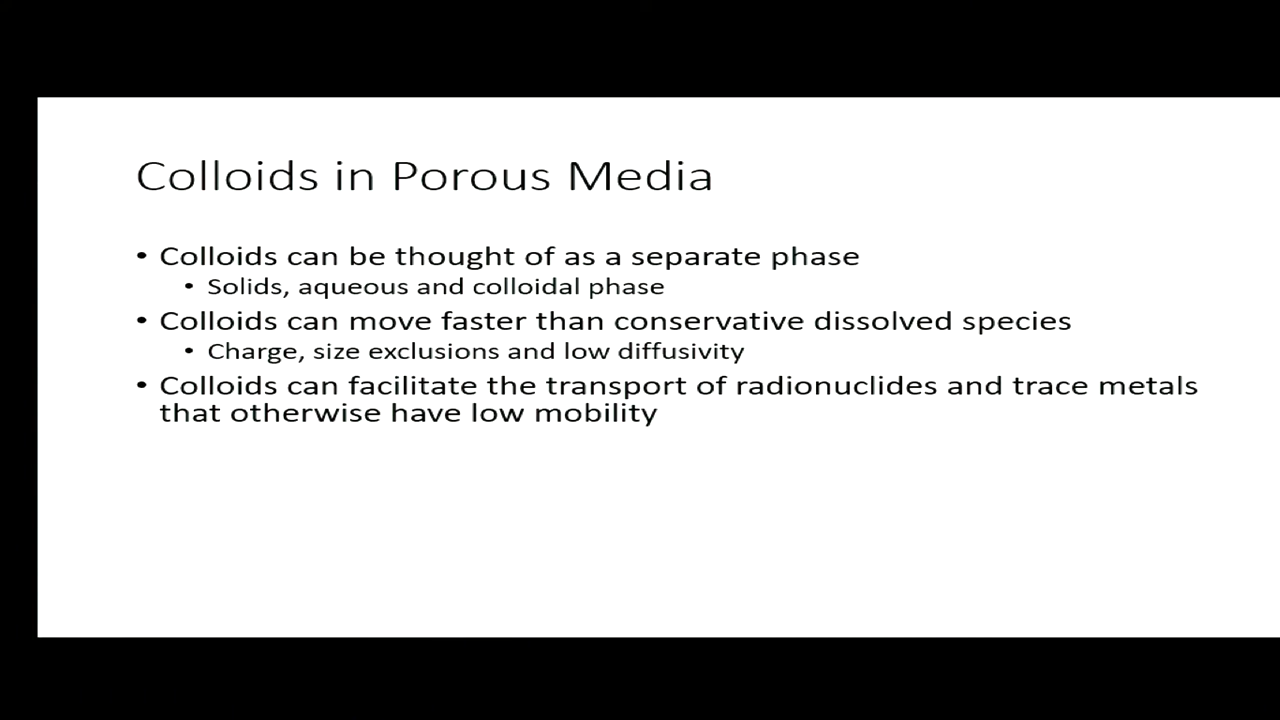 Colloids in Porous Media
• Colloids can be thought of as a separate phase
• Solids, aqueous and colloidal phase
• Colloids can move faster than conservative dissolved species
• Charge, size exclusions and low diffusivity
• Colloids can facilitate the transport of radionuclides and trace metals
that otherwise have low mobility